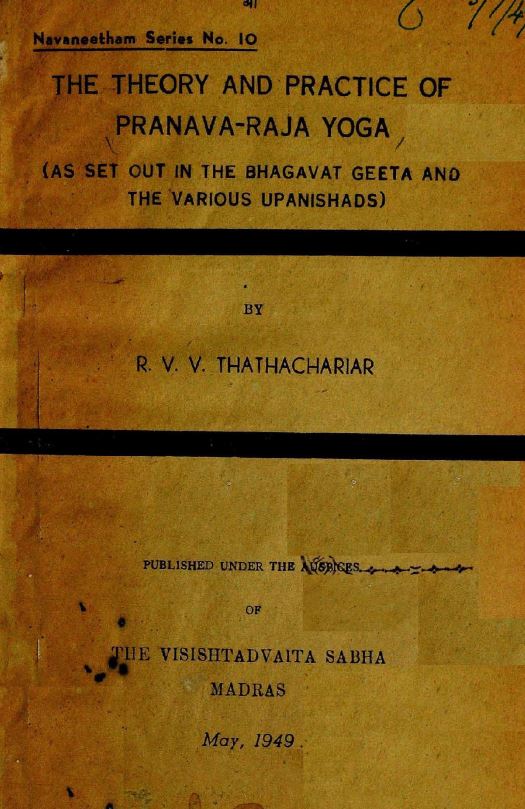 Navaneetham Series No. 10
THE THEORY AND PRACTICE OF
PRANAVA-RAJA YOGA
(AS SET OUT IN THE BHAGAVAT GEETA AND
THE VARIOUS UPANISHADS)
BY
R. V. V. THATHACHARIAR
PUBLISHED UNDER THE AUSPICES
OF
THE VISISHTADVAITA SABHA
MADRAS
May, 1949